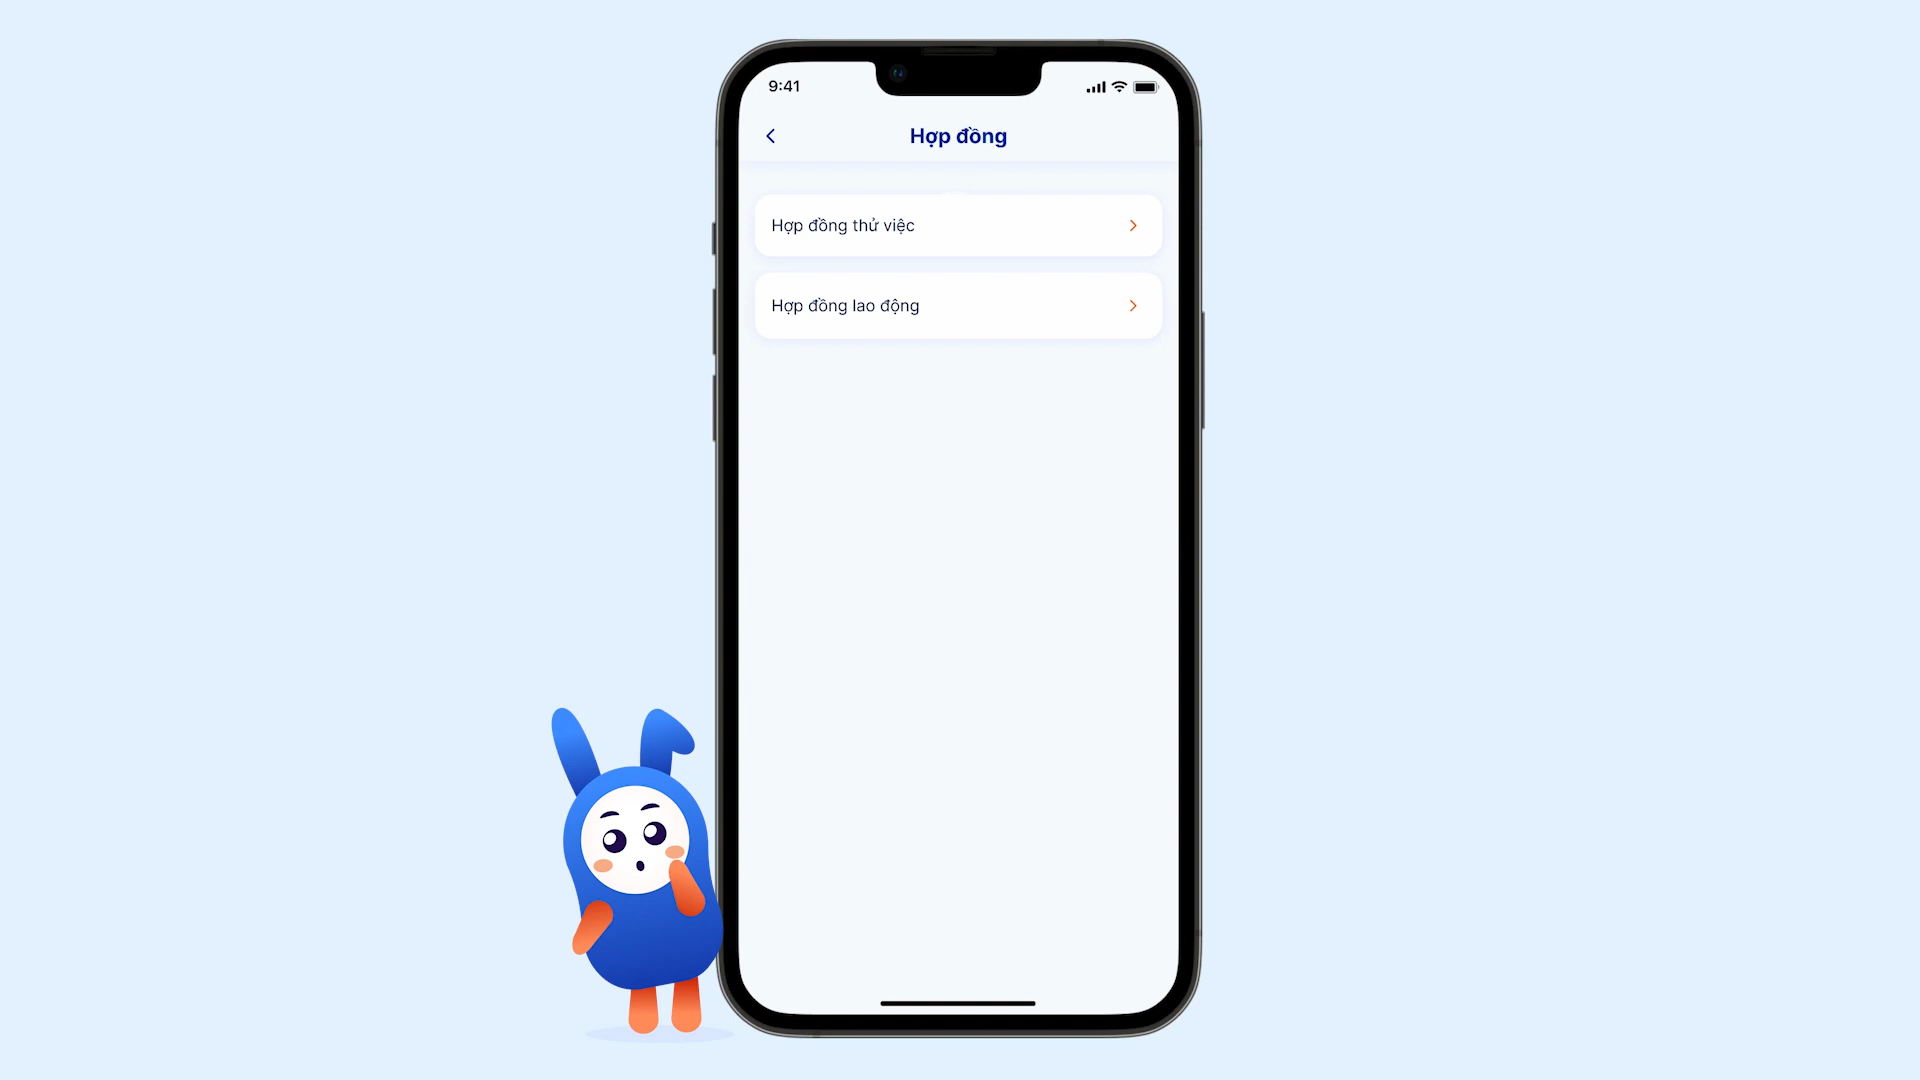 9:41
Hợp đồng
Hợp đồng thử việc
Hợp đồng lao động